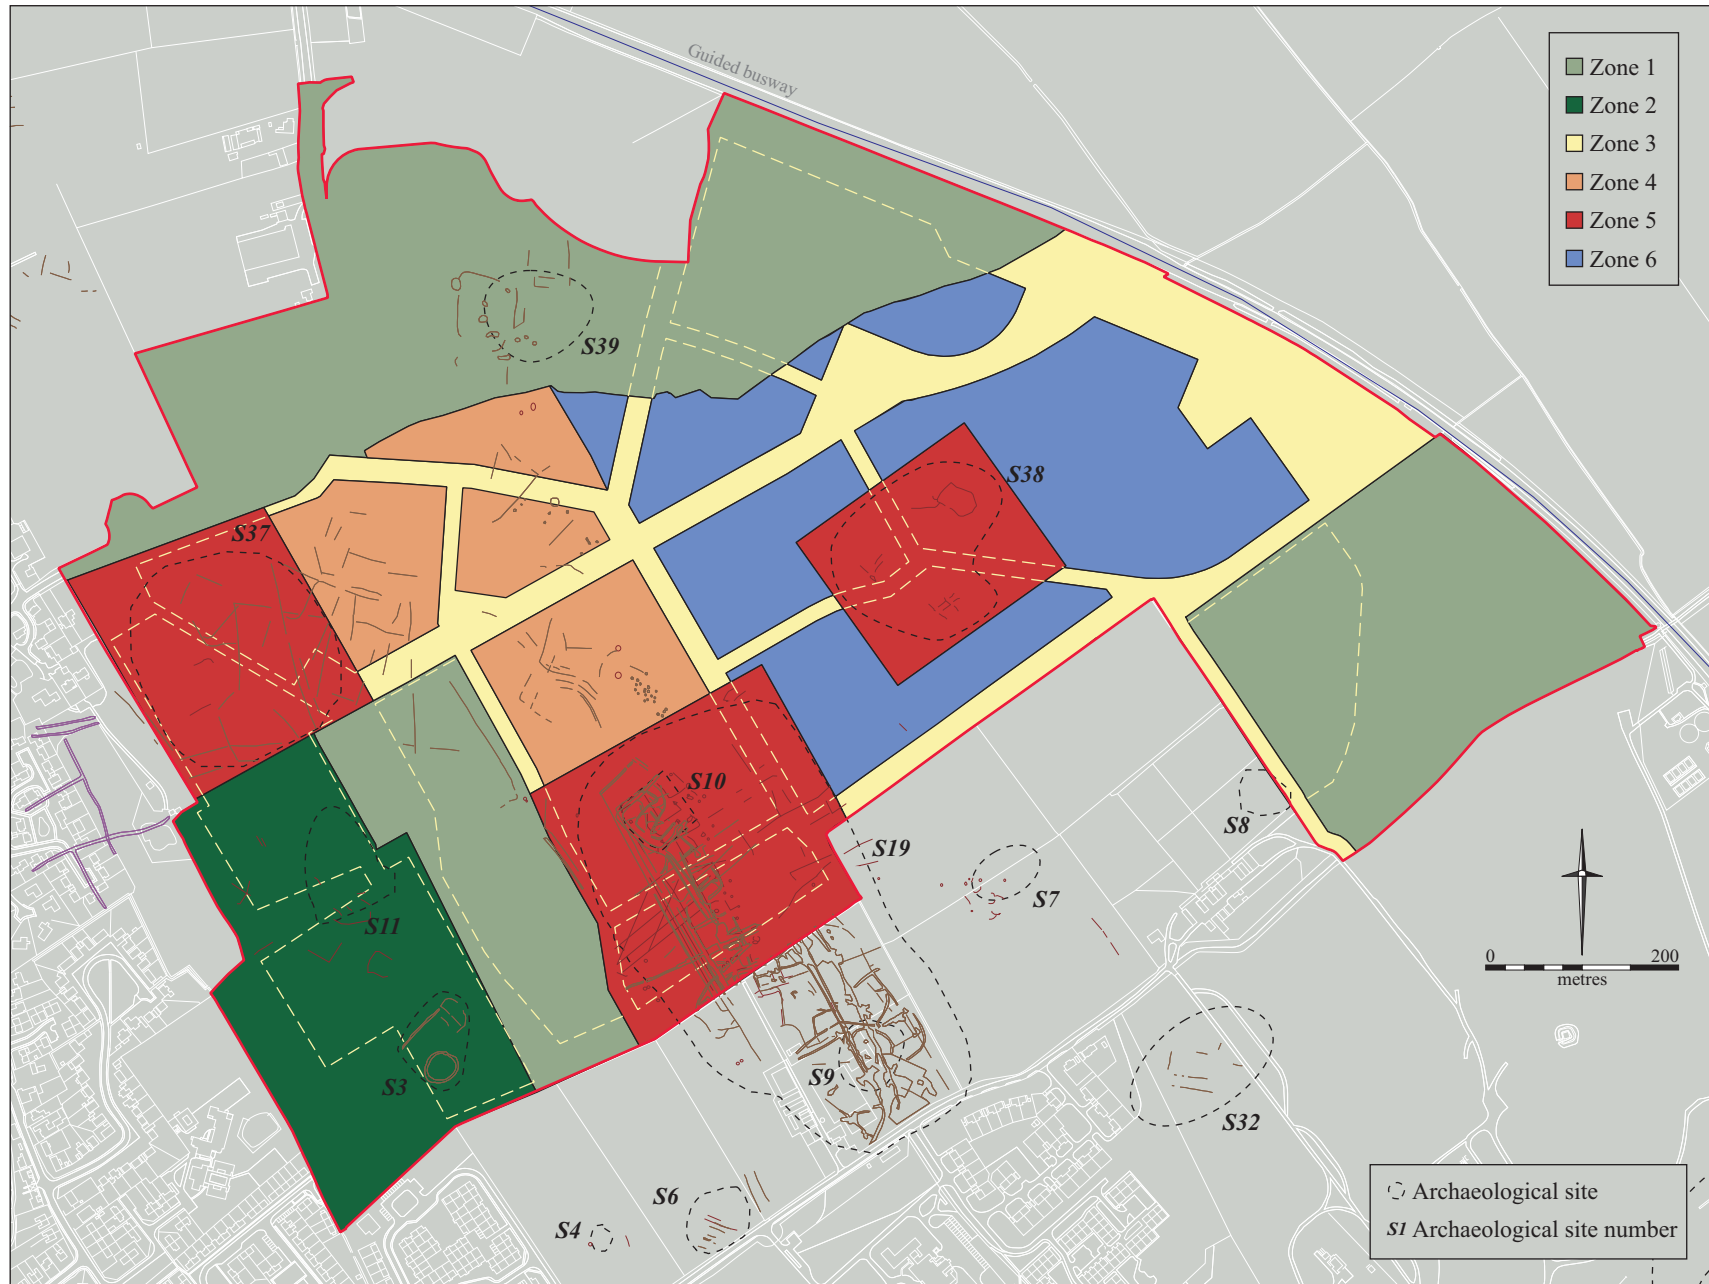 Guided busway
Zone 1
Zone 2
Zone 3
Zone 4
Zone 5
Zone 6
S39
S38
S37
S10
S19
S8
S7
S11
S9
S3
S32
S6
S4
0 200
metres
Archaeological site
S1 Archaeological site number